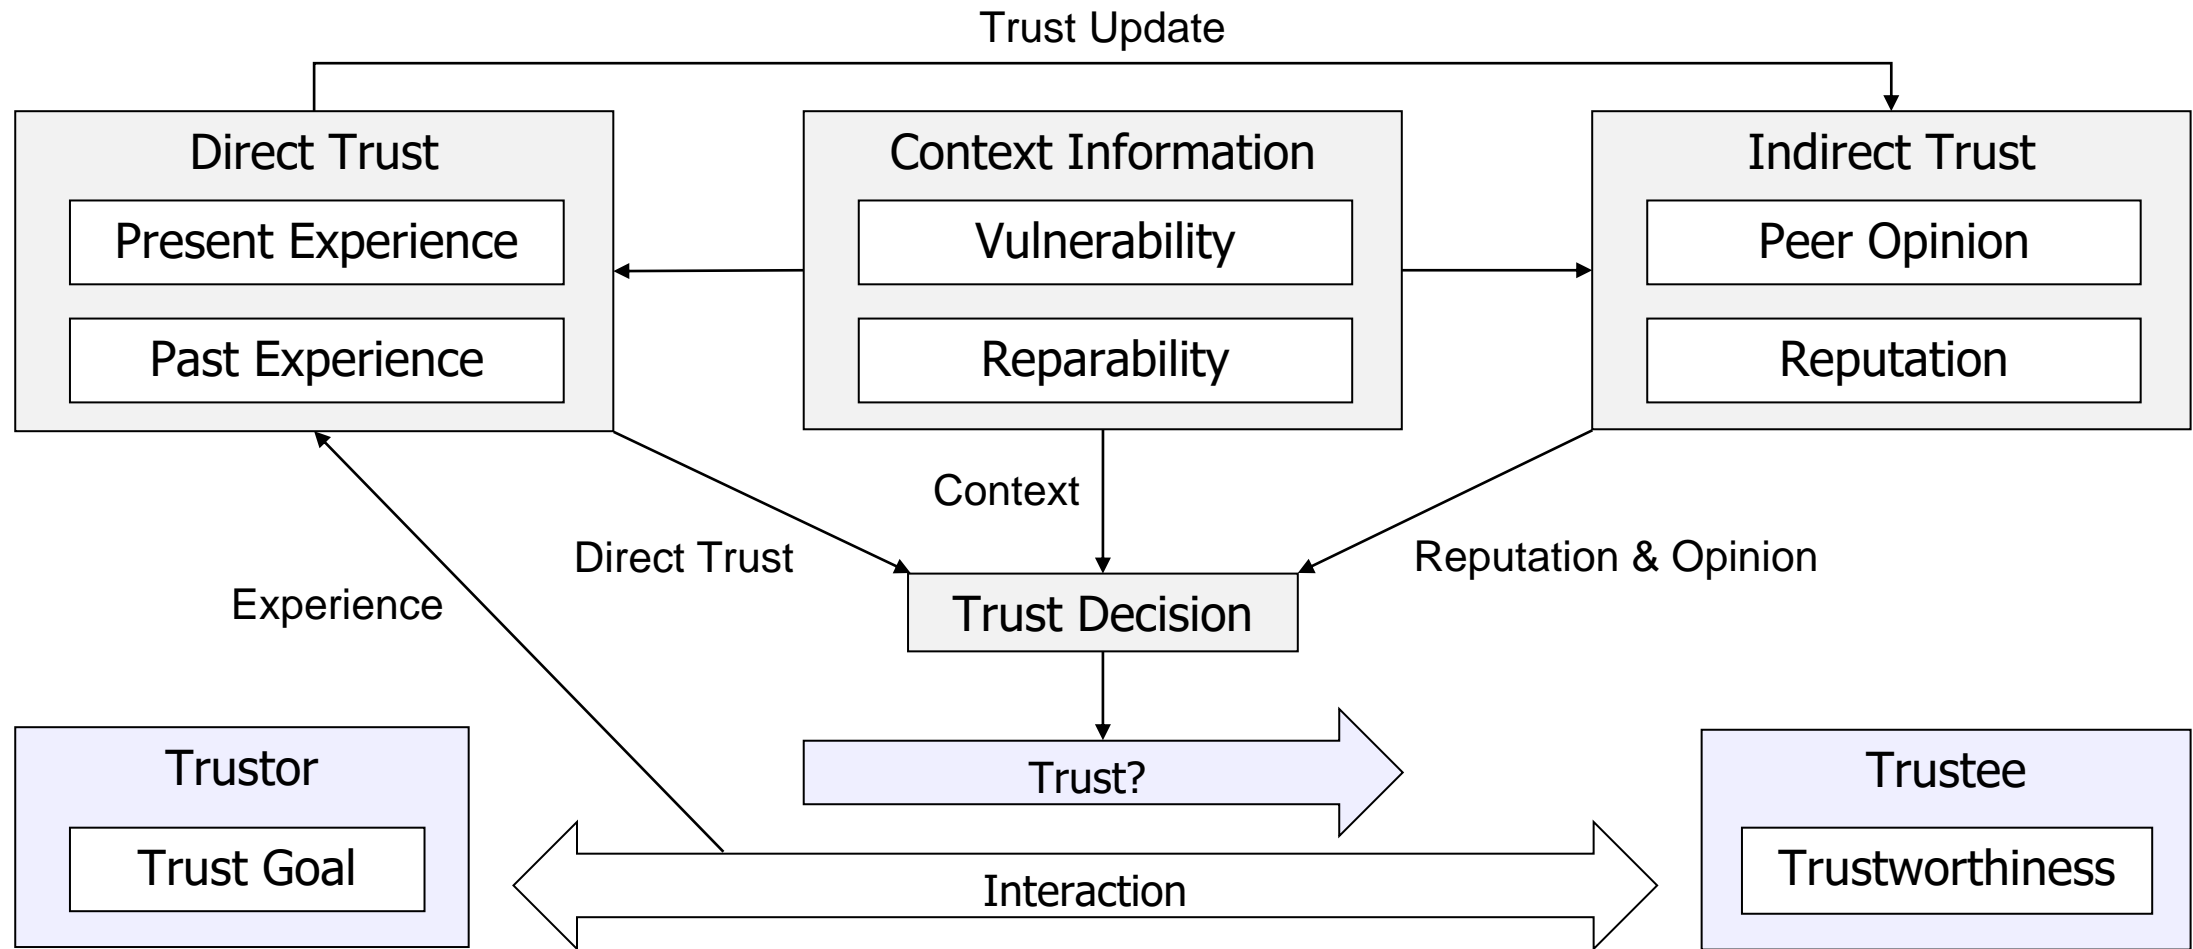 Trust Update
Direct Trust
Present Experience
Past Experience
Context Information
Vulnerability
Reparability
Indirect Trust
Peer Opinion
Reputation
Experience
Direct Trust
Context
Reputation & Opinion
Trust Decision
Trust?
Trustor
Trust Goal
Interaction
Trustee
Trustworthiness